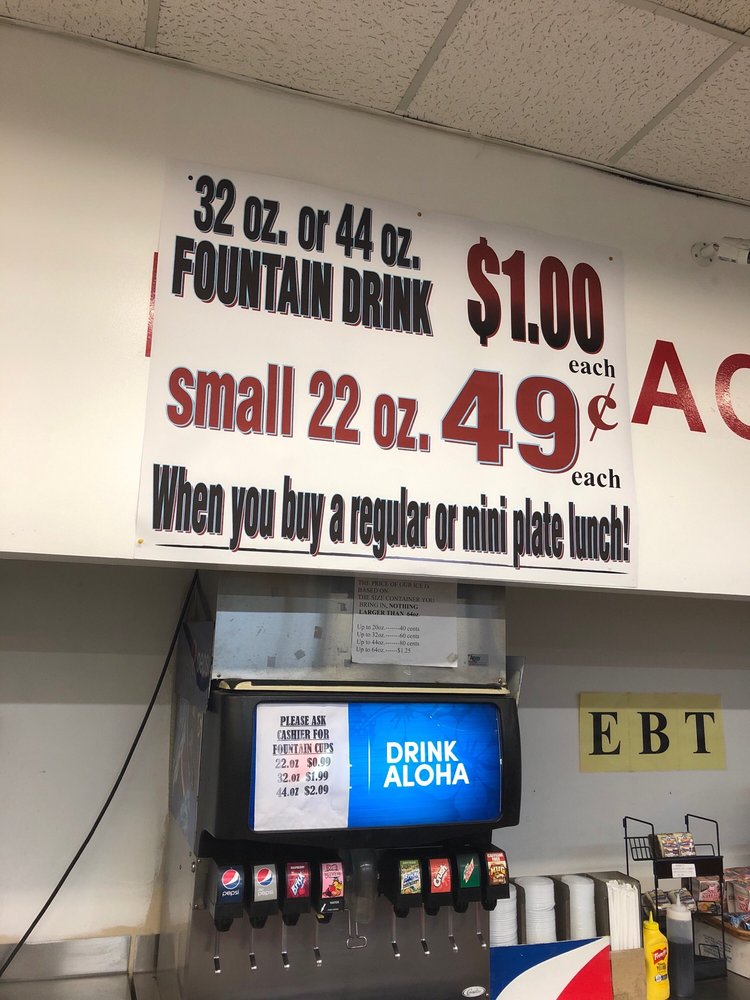 32 oz. or 44 oz.
FOUNTAIN DRINK
$1.00
each
small 22 oz. 49¢
each
When you buy a regular or mini plate lunch!
AC
THE PRICE OF OUR ICE IS
BASED ON
THE SIZE CONTAINER YOU
BRING IN, NOTHING
LARGER THAN 64oz
Up to 20oz.------40 cents
Up to 32oz.------60 cents
Up to 44oz.------80 cents
Up to 64oz.-----$1.25
PLEASE ASK
CASHIER FOR
FOUNTAIN CUPS
22.oz $0.99
32.oz $1.99
44.oz $2.09
DRINK
ALOHA
EBT
pepsi
pepsi
Crush
French's